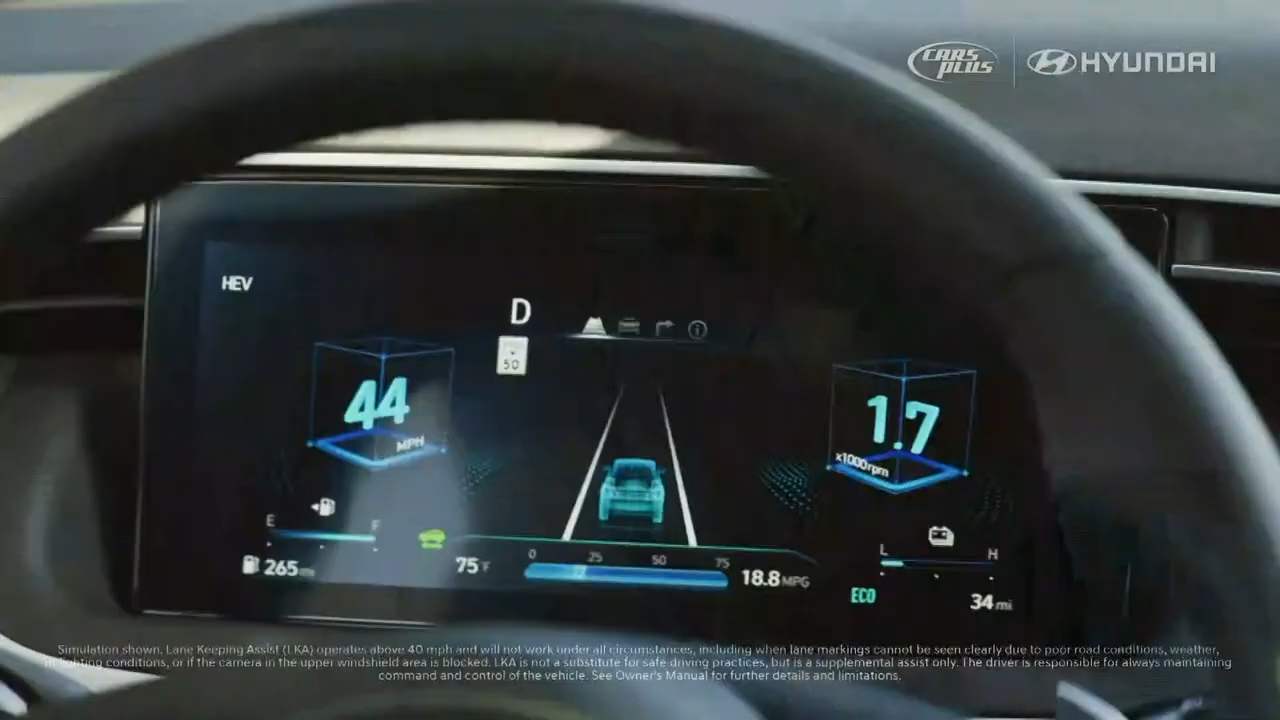 CARS PLUS
HYUNDAI
HEV
D
50
44
MPH
1.7
x1000rpm
E F
265 mi
75°F
0 25 50 75
18.8 MPG
L H
ECO
34 mi
Simulation shown. Lane Keeping Assist (LKA) operates above 40 mph and will not work under all circumstances, including when lane markings cannot be seen clearly due to poor road conditions, weather,
or lighting conditions, or if the camera in the upper windshield area is blocked. LKA is not a substitute for safe driving practices, but is a supplemental assist only. The driver is responsible for always maintaining
command and control of the vehicle. See Owner's Manual for further details and limitations.